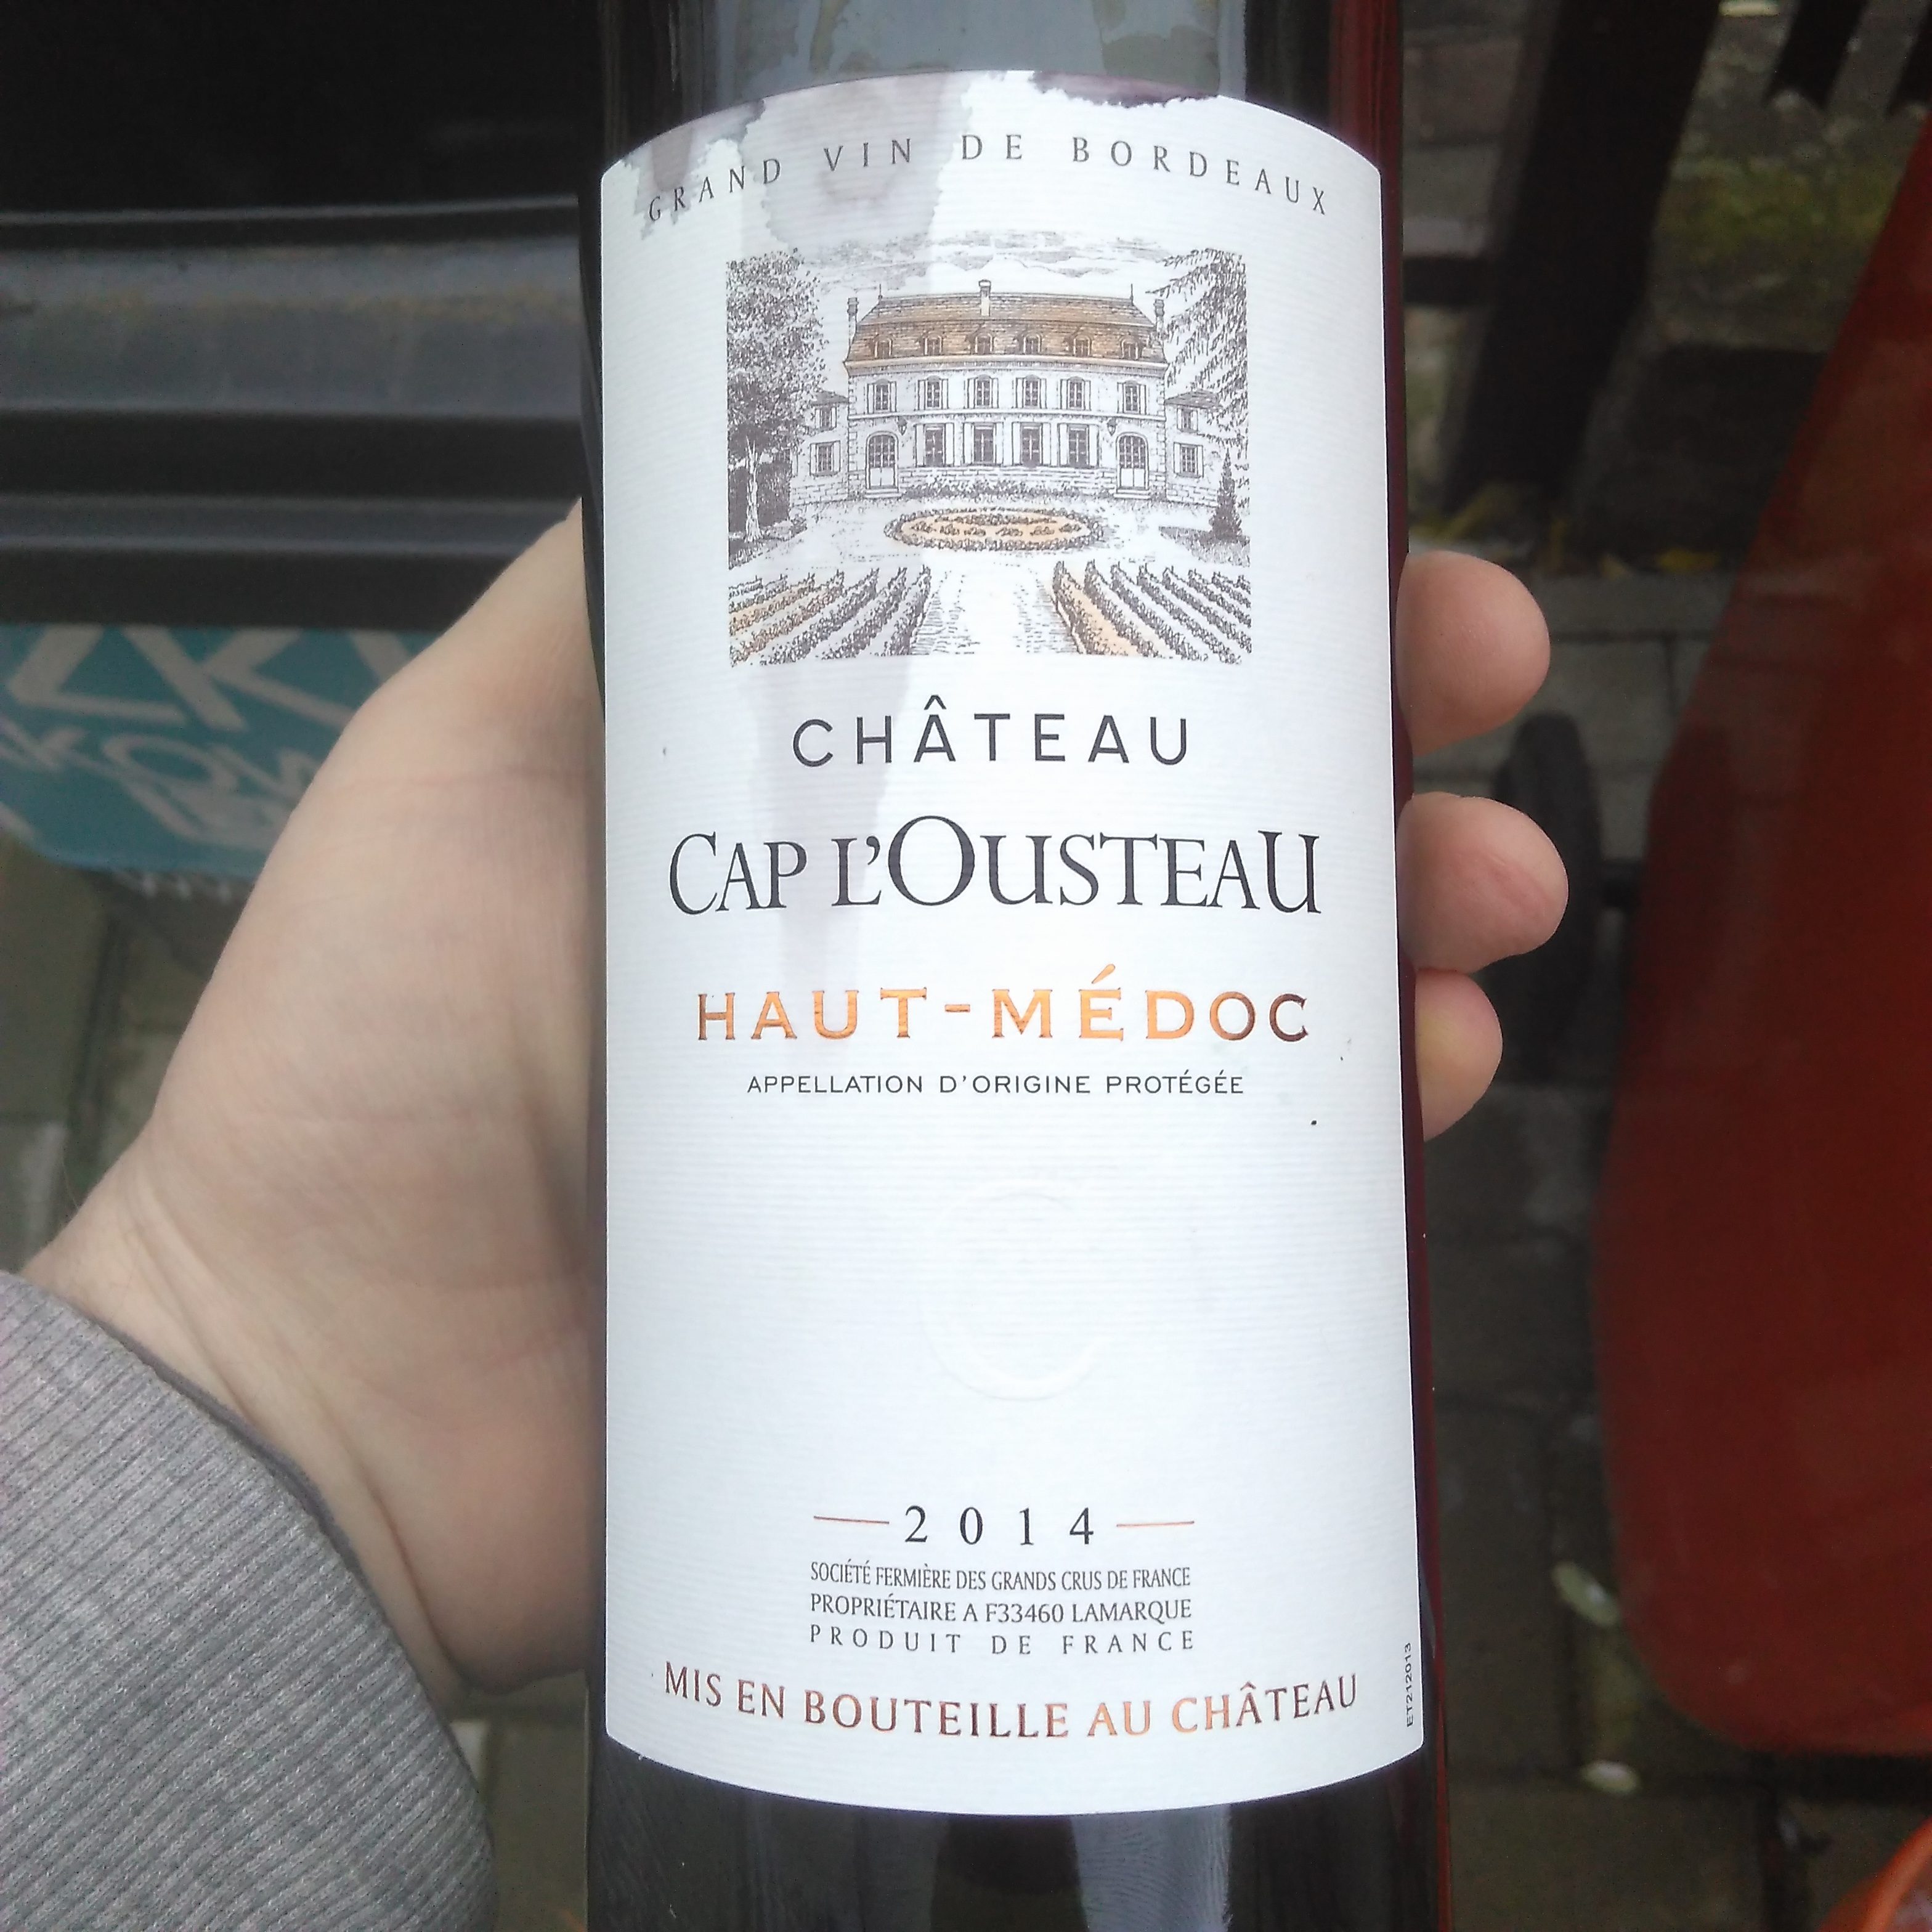 GRAND VIN DE BORDEAUX
CHÂTEAU
CAP L'OUSTEAU
HAUT-MÉDOC
APPELLATION D'ORIGINE PROTÉGÉE
2014
SOCIÉTÉ FERMIÈRE DES GRANDS CRUS DE FRANCE
PROPRIÉTAIRE A F33460 LAMARQUE
PRODUIT DE FRANCE
MIS EN BOUTEILLE AU CHÂTEAU
ET212013